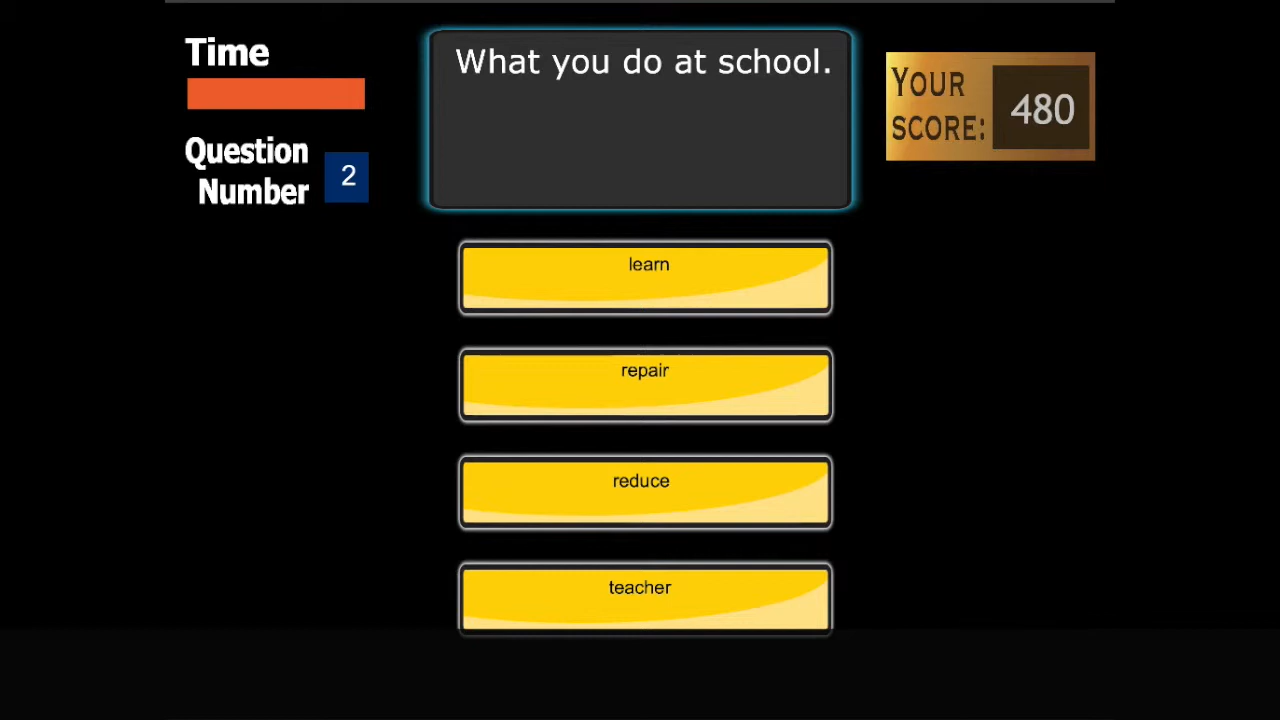 Time
What you do at school.
YOUR
SCORE:
480
Question
Number
2
learn
repair
reduce
teacher